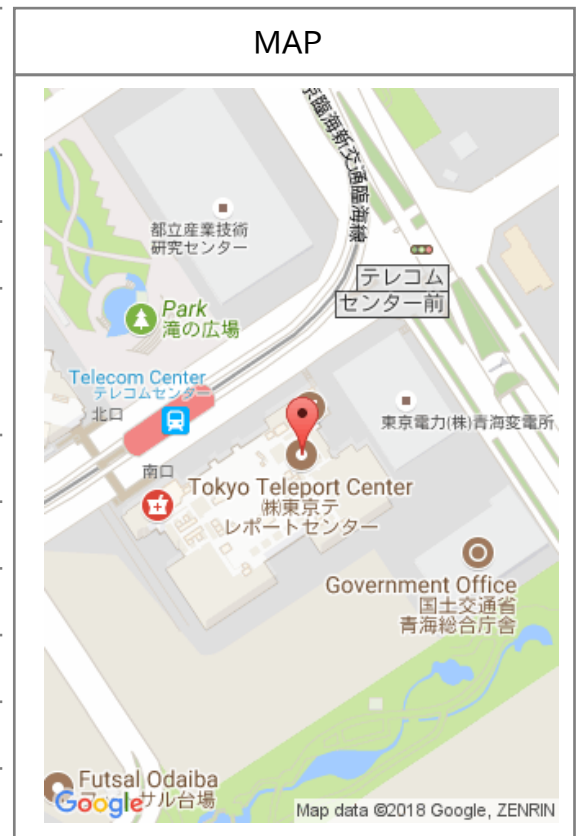 MAP
京臨海新交通臨海線
都立産業技術
研究センター
テレコム
センター前
Park
滝の広場
Telecom Center
テレコムセンター
北口
東京電力(株)青海変電所
南口
Tokyo Teleport Center
㈱東京テ
レポートセンター
Government Office
国土交通省
青海総合庁舎
Futsal Odaiba
サル台場
Google
Map data ©2018 Google, ZENRIN